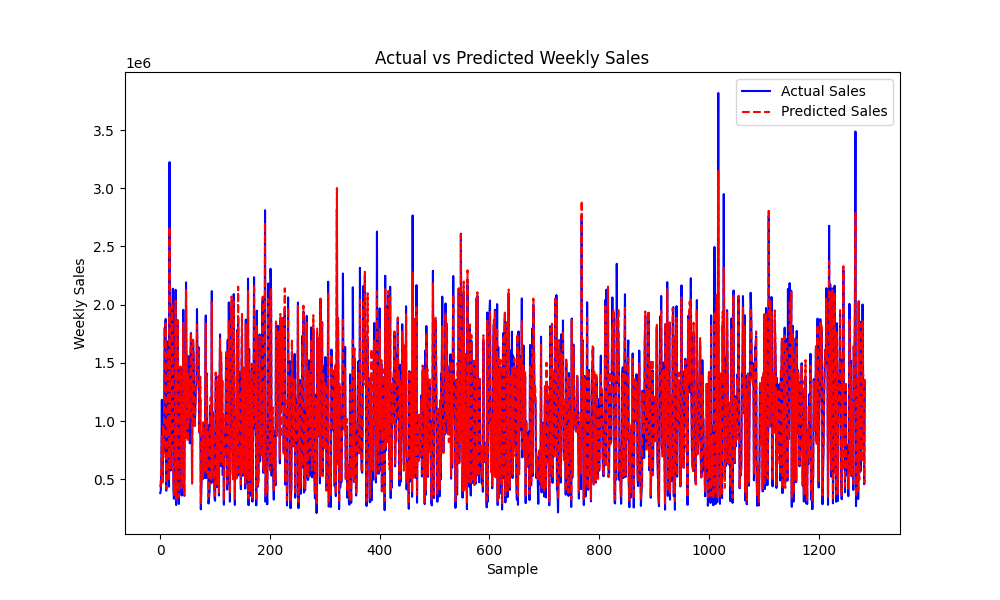 Actual vs Predicted Weekly Sales
1e6
Actual Sales
Predicted Sales
3.5
3.0
2.5
2.0
1.5
1.0
0.5
Weekly Sales
0 200 400 600 800 1000 1200
Sample